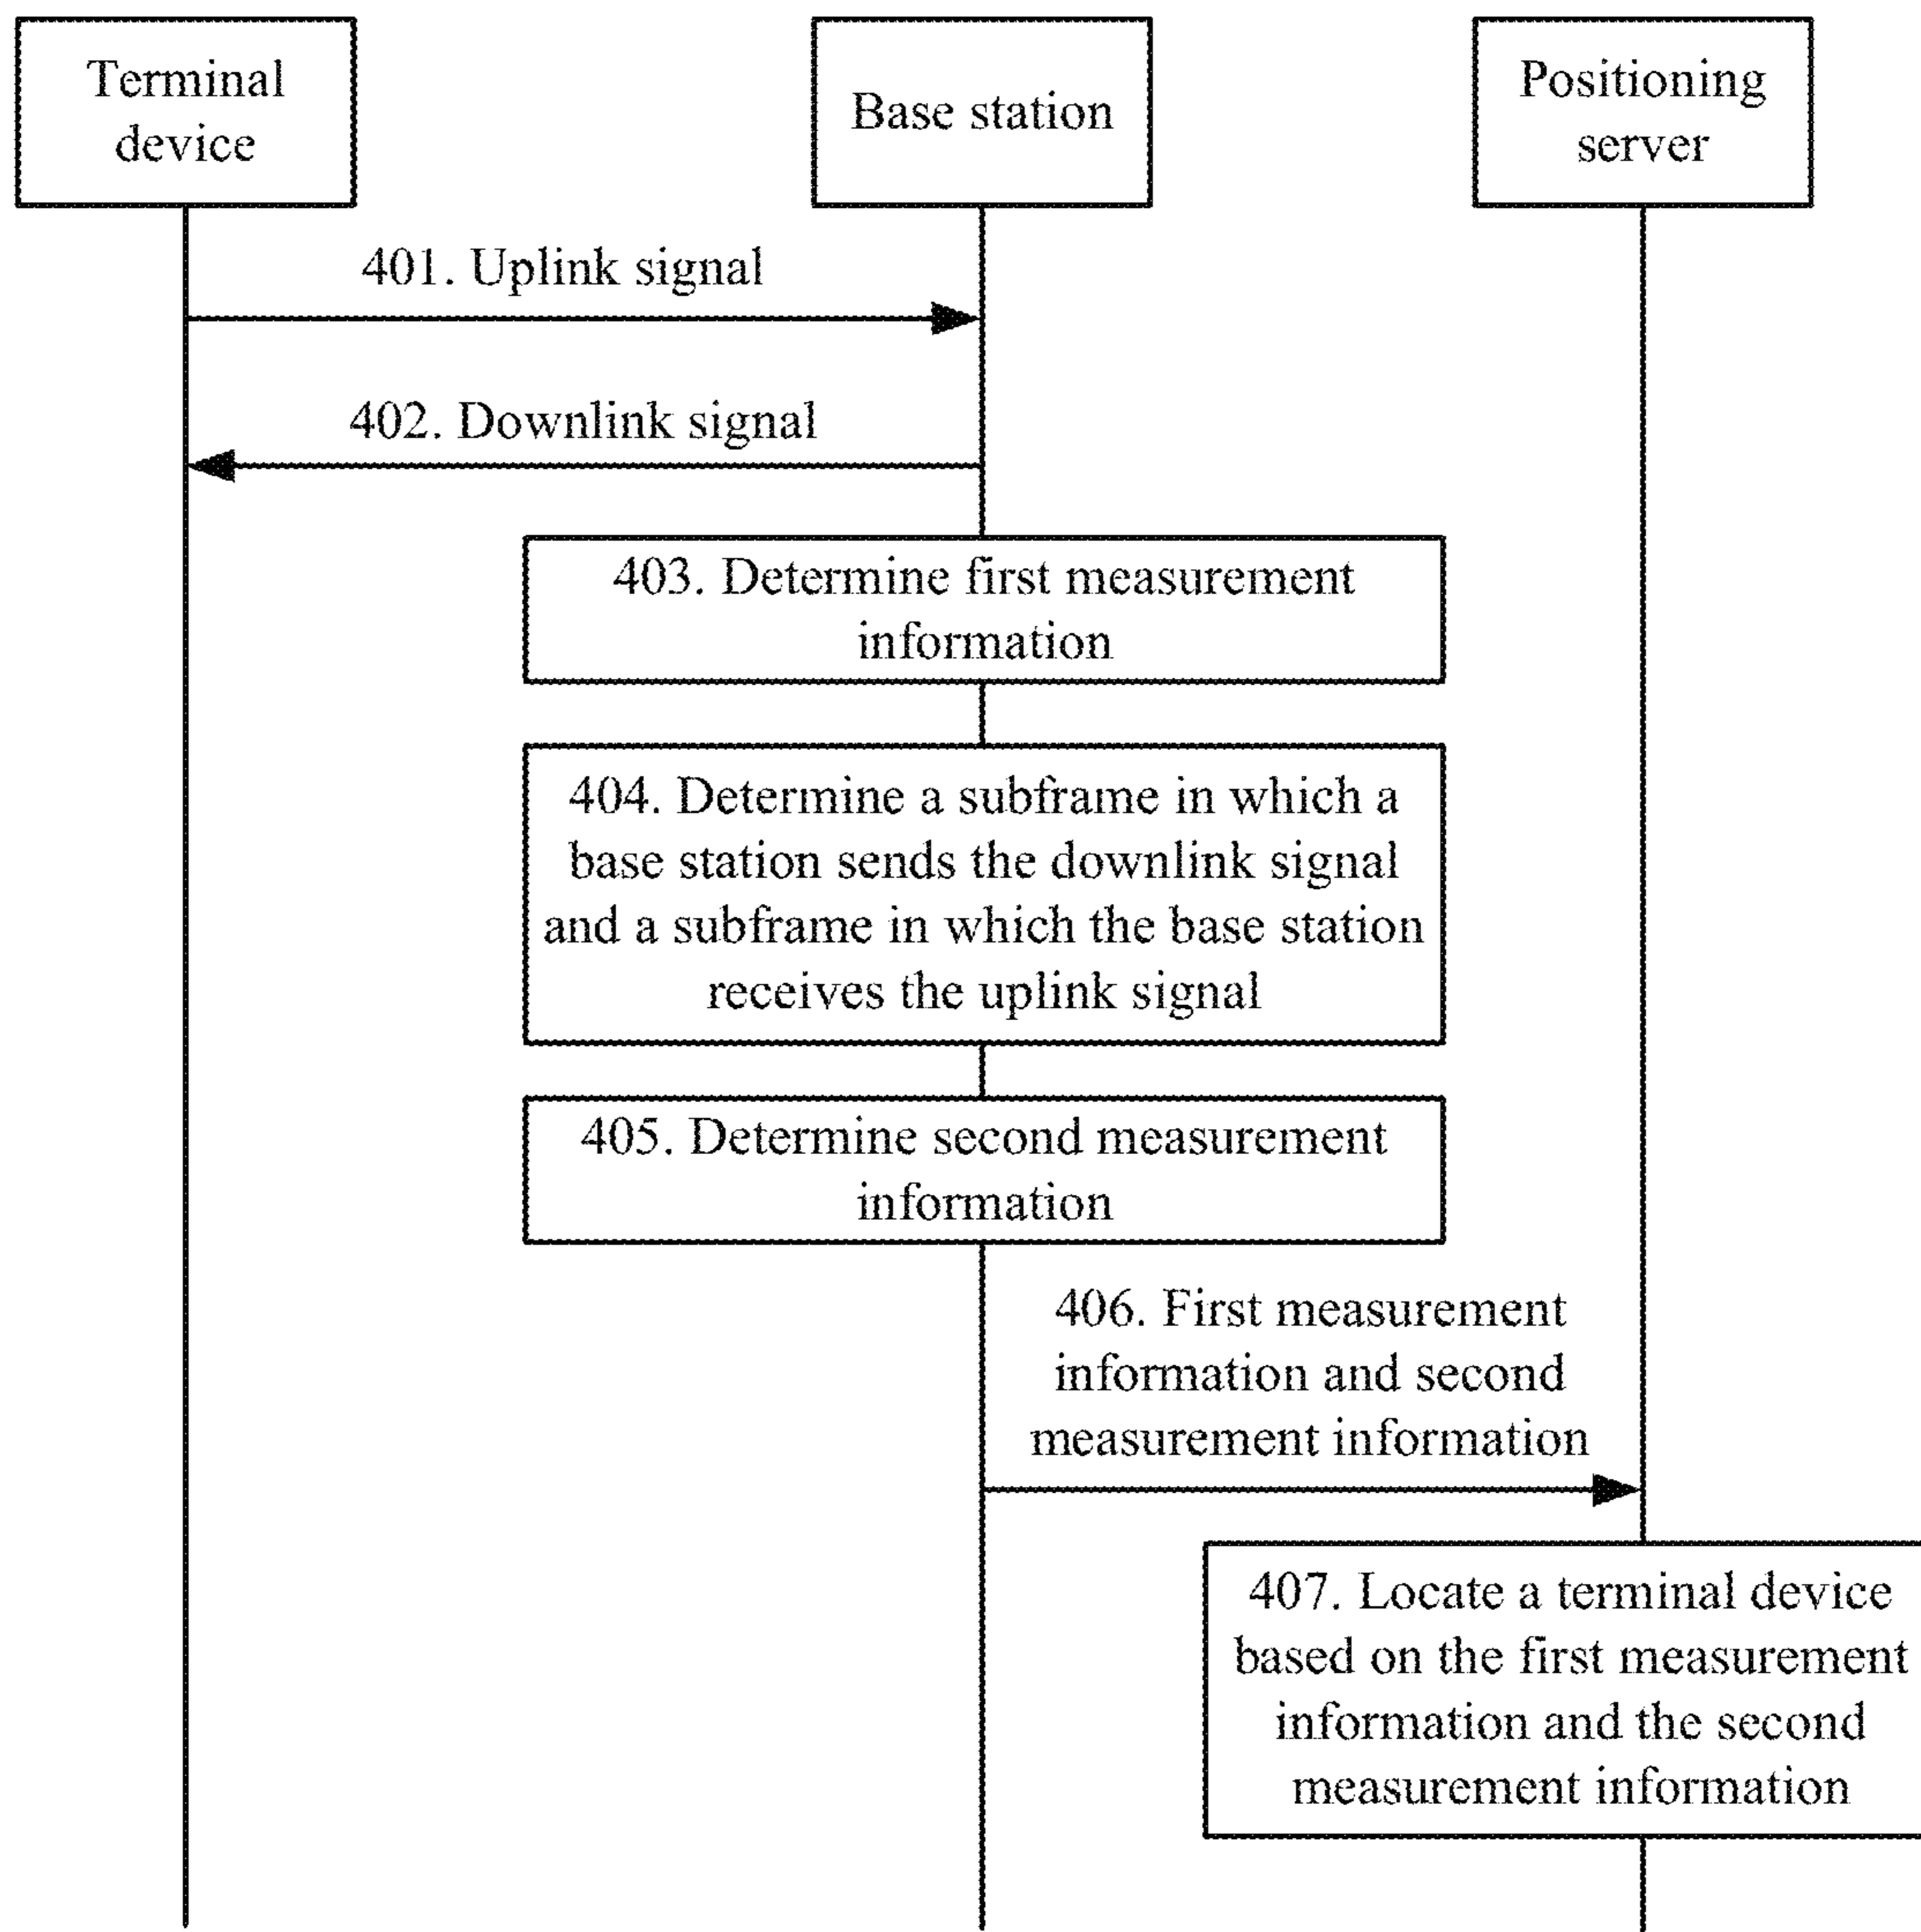 Terminal
device
Base station
Positioning
server
401. Uplink signal
402. Downlink signal
403. Determine first measurement
information
404. Determine a subframe in which a
base station sends the downlink signal
and a subframe in which the base station
receives the uplink signal
405. Determine second measurement
information
406. First measurement
information and second
measurement information
407. Locate a terminal device
based on the first measurement
information and the second
measurement information